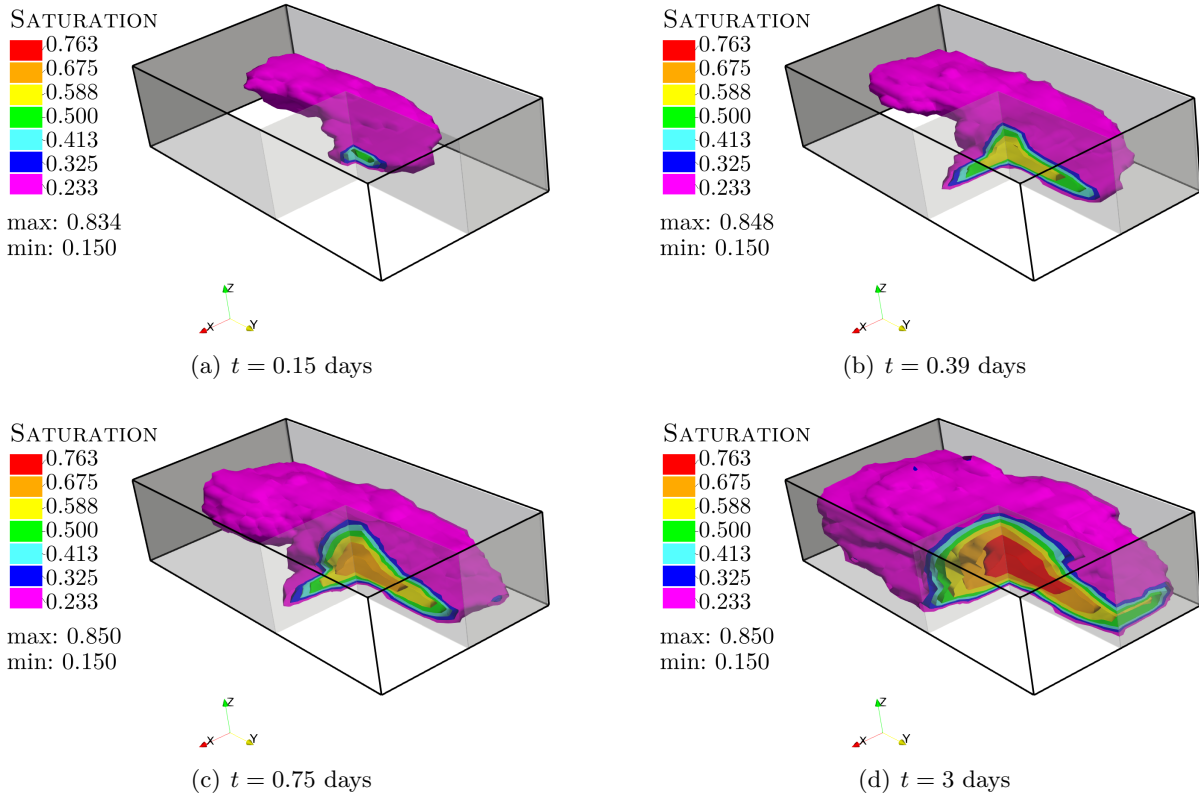 SATURATION
0.763
0.675
0.588
0.500
0.413
0.325
0.233
max: 0.834
min: 0.150
Z
X
Y
(a) t = 0.15 days
SATURATION
0.763
0.675
0.588
0.500
0.413
0.325
0.233
max: 0.848
min: 0.150
Z
X
Y
(b) t = 0.39 days
SATURATION
0.763
0.675
0.588
0.500
0.413
0.325
0.233
max: 0.850
min: 0.150
Z
X
Y
(c) t = 0.75 days
SATURATION
0.763
0.675
0.588
0.500
0.413
0.325
0.233
max: 0.850
min: 0.150
Z
X
Y
(d) t = 3 days